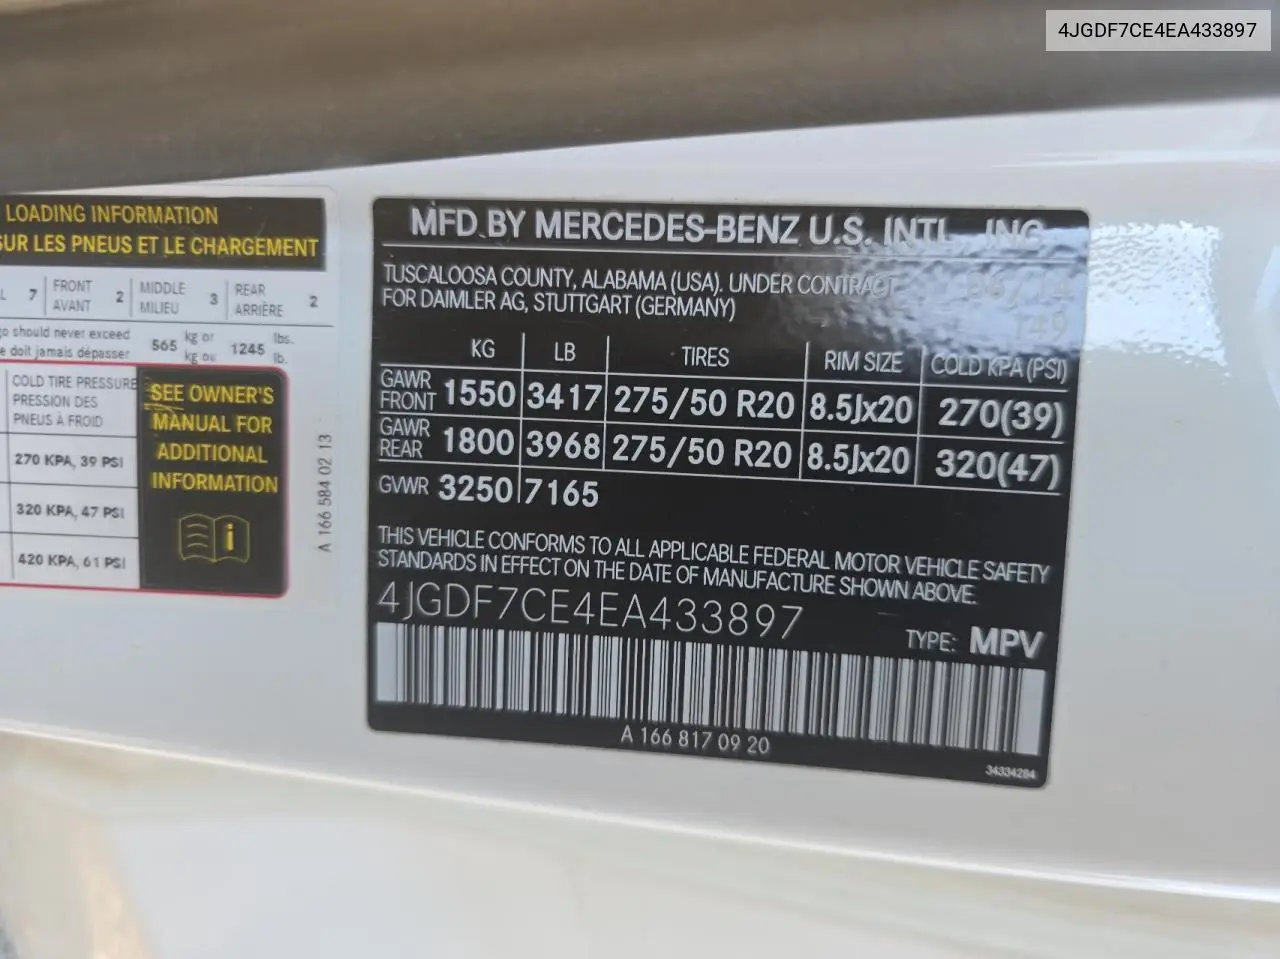 4JGDF7CE4EA433897
LOADING INFORMATION
SUR LES PNEUS ET LE CHARGEMENT
7 FRONT AVANT 2 MIDDLE MILIEU 3 REAR ARRIÈRE 2
should never exceed 565 kg or 1245 lbs.
doit jamais dépasser kg ou lb.
COLD TIRE PRESSURE
PRESSION DES
PNEUS À FROID
270 KPA, 39 PSI
320 KPA, 47 PSI
420 KPA, 61 PSI
SEE OWNER'S
MANUAL FOR
ADDITIONAL
INFORMATION
A 166 584 02 13
MFD.BY MERCEDES-BENZ U.S. INTL., INC.
TUSCALOOSA COUNTY, ALABAMA (USA). UNDER CONTRACT
FOR DAIMLER AG, STUTTGART (GERMANY)
KG LB TIRES RIM SIZE COLD KPA (PSI)
GAWR FRONT 1550 3417 275/50 R20 8.5Jx20 270(39)
GAWR REAR 1800 3968 275/50 R20 8.5Jx20 320(47)
GVWR 3250 7165
THIS VEHICLE CONFORMS TO ALL APPLICABLE FEDERAL MOTOR VEHICLE SAFETY
STANDARDS IN EFFECT ON THE DATE OF MANUFACTURE SHOWN ABOVE.
4JGDF7CE4EA433897
TYPE: MPV
A 166 817 09 20
34334284